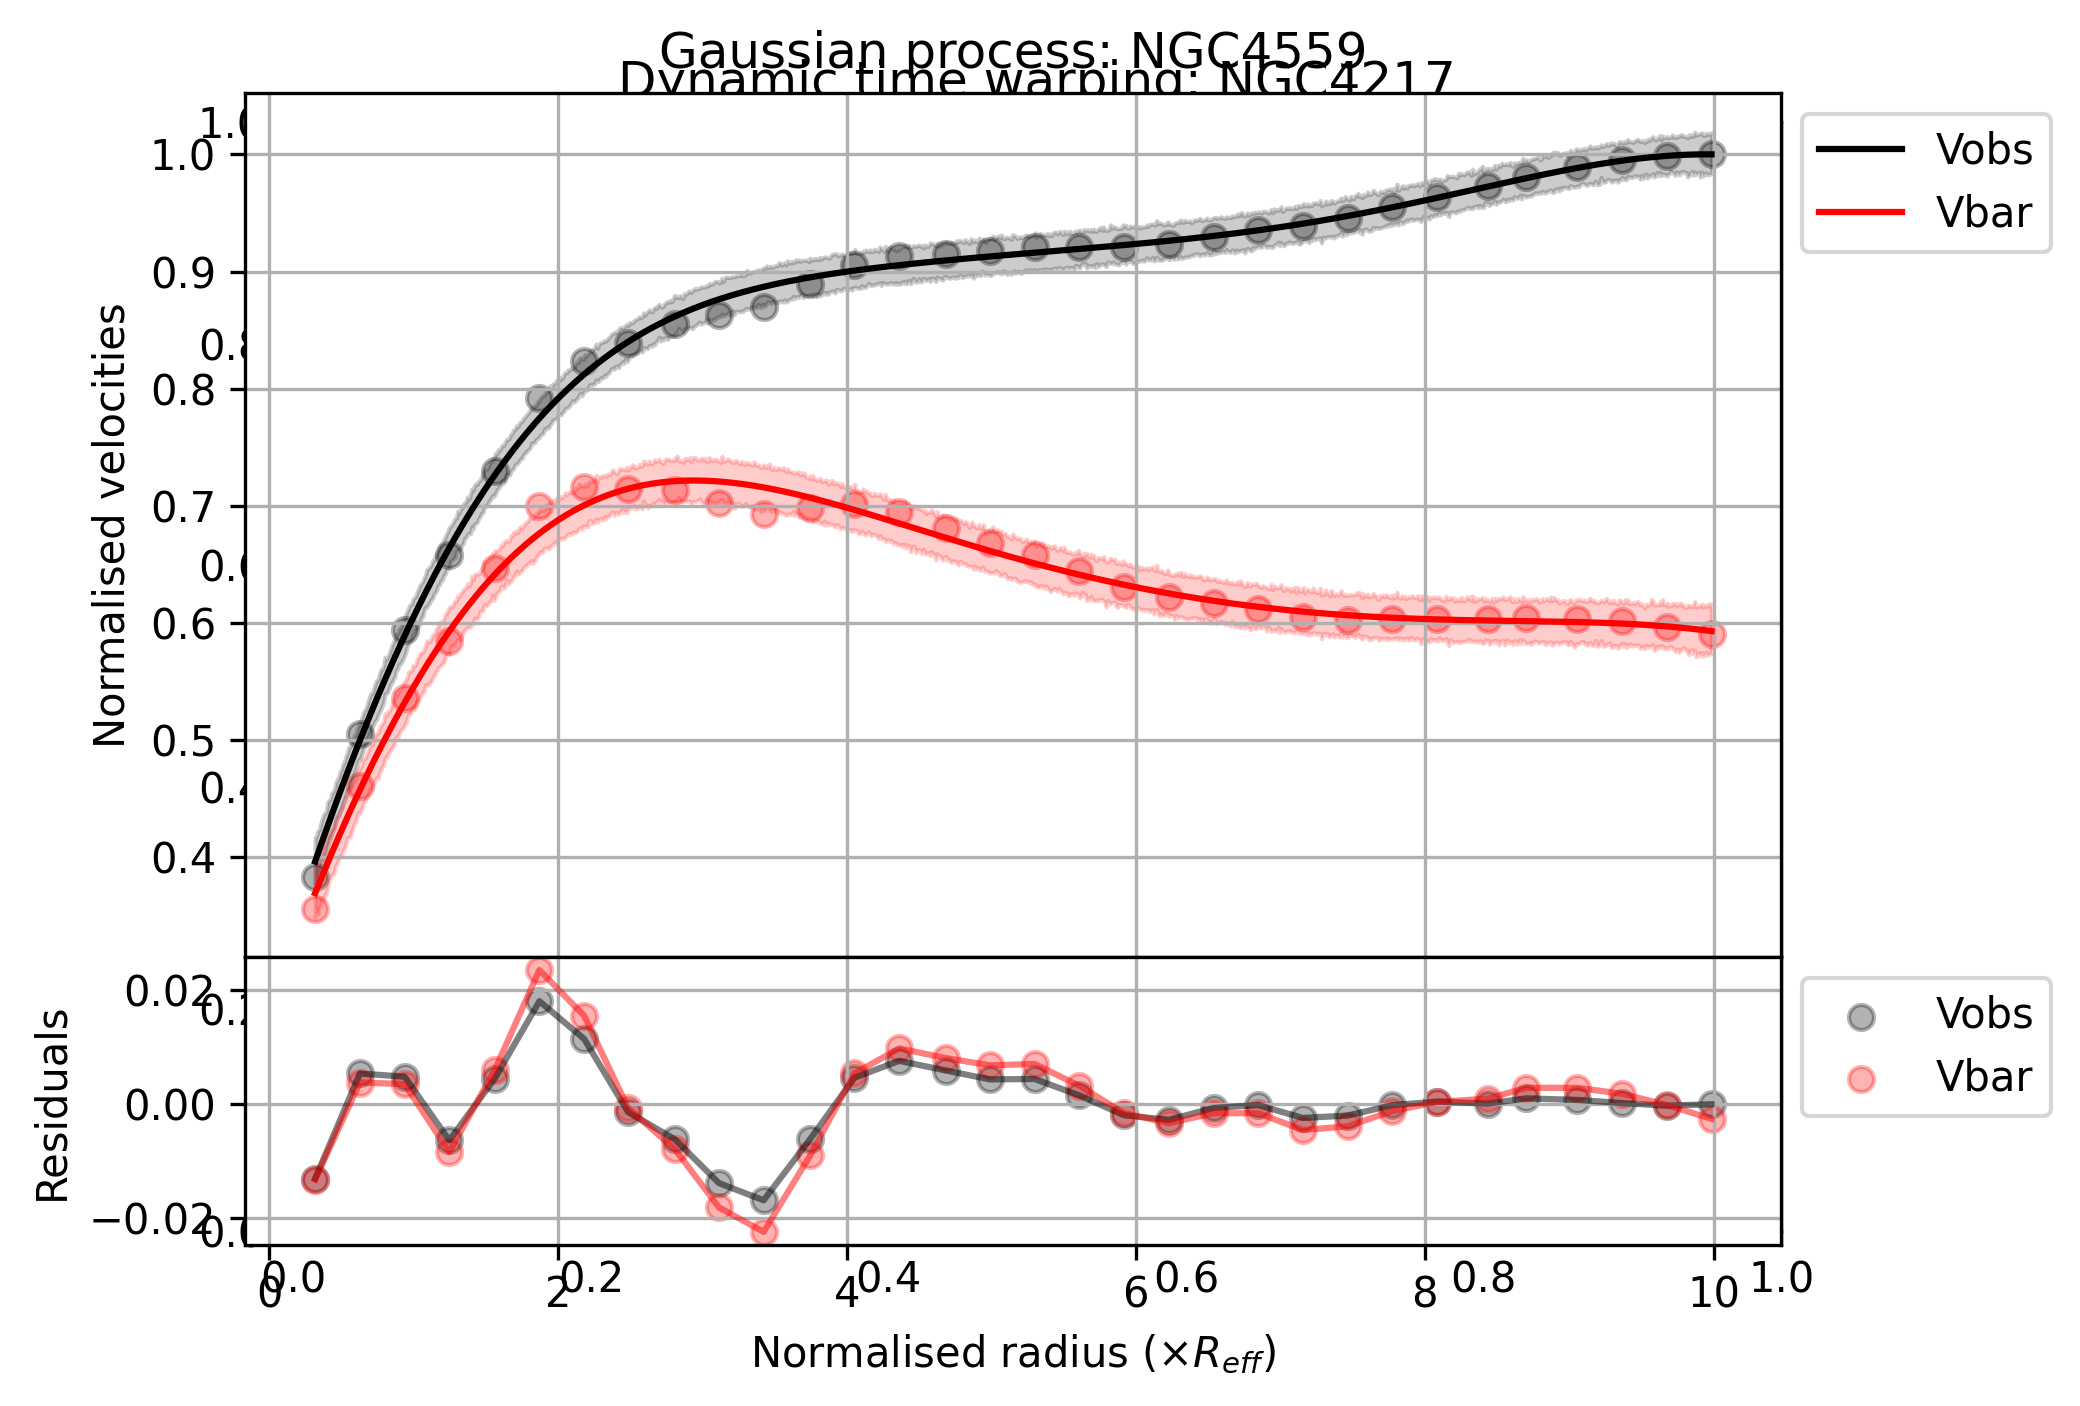 Gaussian process: NGC4559
Dynamic time warping: NGC4217
1.0
0.9
0.8
0.7
0.6
0.5
0.4
Normalised velocities
Vobs
Vbar
0.02
0.00
−0.02
Residuals
Vobs
Vbar
0.0 0.2 0.4 0.6 0.8 1.0
0 2 4 6 8 10
Normalised radius (×R_eff)